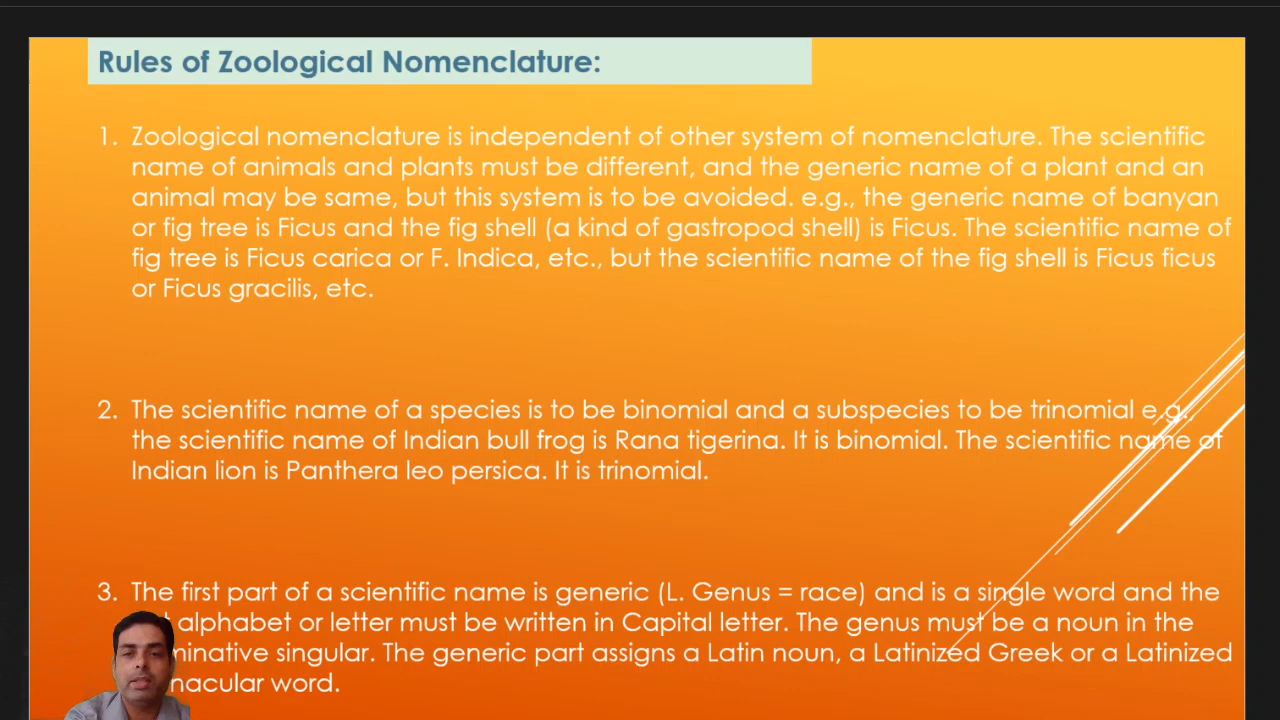 Rules of Zoological Nomenclature:
1. Zoological nomenclature is independent of other system of nomenclature. The scientific
name of animals and plants must be different, and the generic name of a plant and an
animal may be same, but this system is to be avoided. e.g., the generic name of banyan
or fig tree is Ficus and the fig shell (a kind of gastropod shell) is Ficus. The scientific name of
fig tree is Ficus carica or F. Indica, etc., but the scientific name of the fig shell is Ficus ficus
or Ficus gracilis, etc.
2. The scientific name of a species is to be binomial and a subspecies to be trinomial e.g.,
the scientific name of Indian bull frog is Rana tigerina. It is binomial. The scientific name of
Indian lion is Panthera leo persica. It is trinomial.
3. The first part of a scientific name is generic (L. Genus = race) and is a single word and the
alphabet or letter must be written in Capital letter. The genus must be a noun in the
singular. The generic part assigns a Latin noun, a Latinized Greek or a Latinized
word.